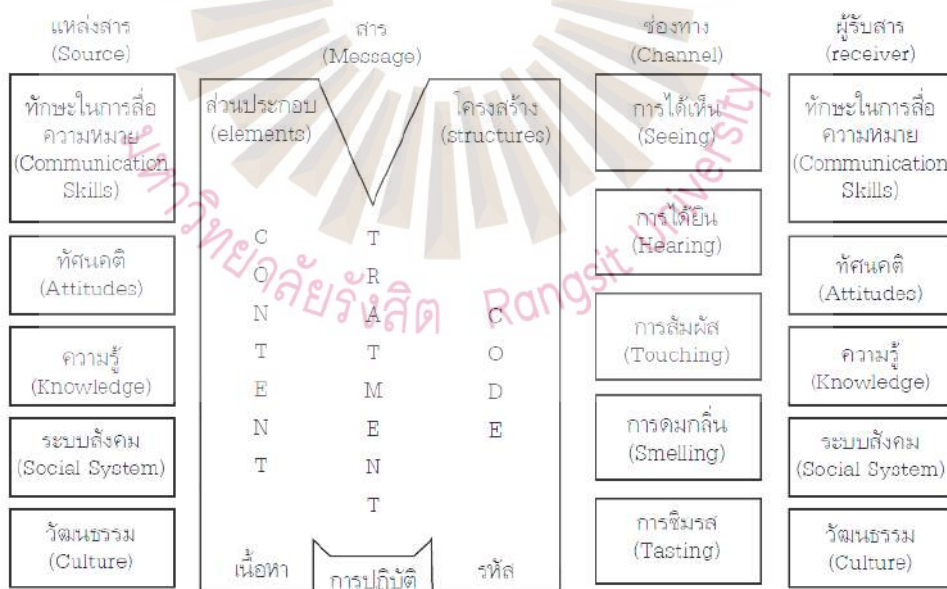 แหล่งสาร
(Source)
ทักษะในการสื่อ
ความหมาย
(Communication
Skills)
ทัศนคติ
(Attitudes)
ความรู้
(Knowledge)
ระบบสังคม
(Social System)
วัฒนธรรม
(Culture)
สาร
(Message)
ส่วนประกอบ
(elements)
โครงสร้าง
(structures)
C
O
N
T
E
N
T
T
R
A
T
M
E
N
T
C
O
D
E
เนื้อหา
การปฏิบัติ
รหัส
ช่องทาง
(Channel)
การได้เห็น
(Seeing)
การได้ยิน
(Hearing)
การสัมผัส
(Touching)
การดมกลิ่น
(Smelling)
การชิมรส
(Tasting)
ผู้รับสาร
(receiver)
ทักษะในการสื่อ
ความหมาย
(Communication
Skills)
ทัศนคติ
(Attitudes)
ความรู้
(Knowledge)
ระบบสังคม
(Social System)
วัฒนธรรม
(Culture)
มหาวิทยาลัยรังสิต Rangsit University